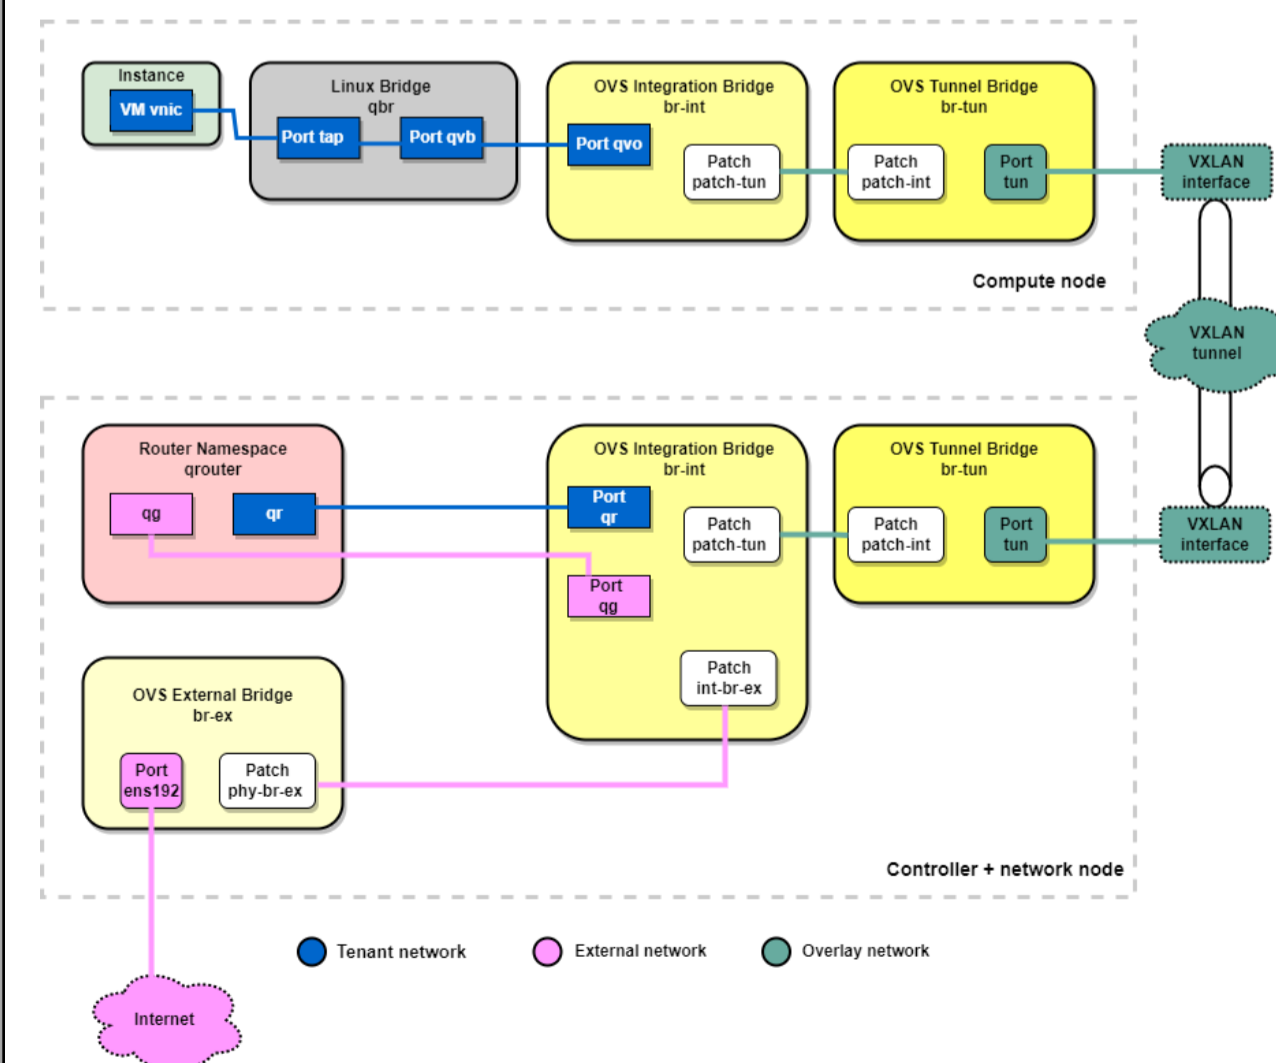 Instance
VM vnic
Linux Bridge
qbr
Port tap
Port qvb
OVS Integration Bridge
br-int
Port qvo
Patch
patch-tun
OVS Tunnel Bridge
br-tun
Patch
patch-int
Port
tun
VXLAN
interface
Compute node
VXLAN
tunnel
Router Namespace
qrouter
qg
qr
OVS Integration Bridge
br-int
Port
qr
Patch
patch-tun
Port
qg
Patch
int-br-ex
OVS Tunnel Bridge
br-tun
Patch
patch-int
Port
tun
VXLAN
interface
OVS External Bridge
br-ex
Port
ens192
Patch
phy-br-ex
Controller + network node
Tenant network
External network
Overlay network
Internet